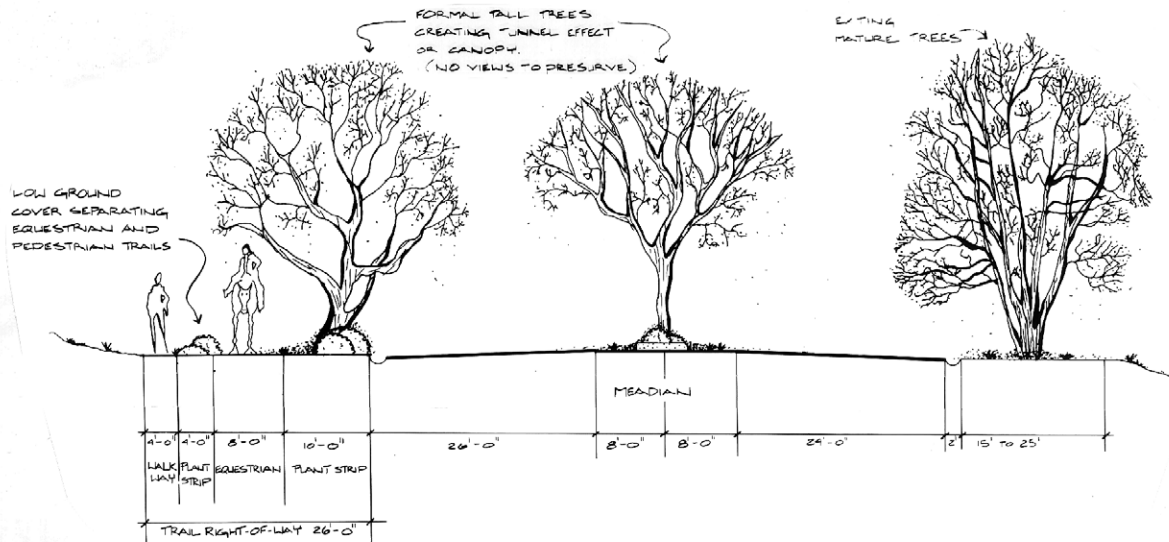 FORMAL TALL TREES
CREATING TUNNEL EFFECT
OR CANOPY.
(NO VIEWS TO PRESERVE)
EXTING
MATURE TREES
LOW GROUND
COVER SEPARATING
EQUESTRIAN AND
PEDESTRIAN TRAILS
MEADIAN
4'-0" 4'-0" 8'-0" 10'-0" 26'-0" 8'-0" 8'-0" 24'-0" 2' 15' TO 25'
WALK WAY
PLANT STRIP
EQUESTRIAN
PLANT STRIP
TRAIL RIGHT-OF-WAY 26'-0"